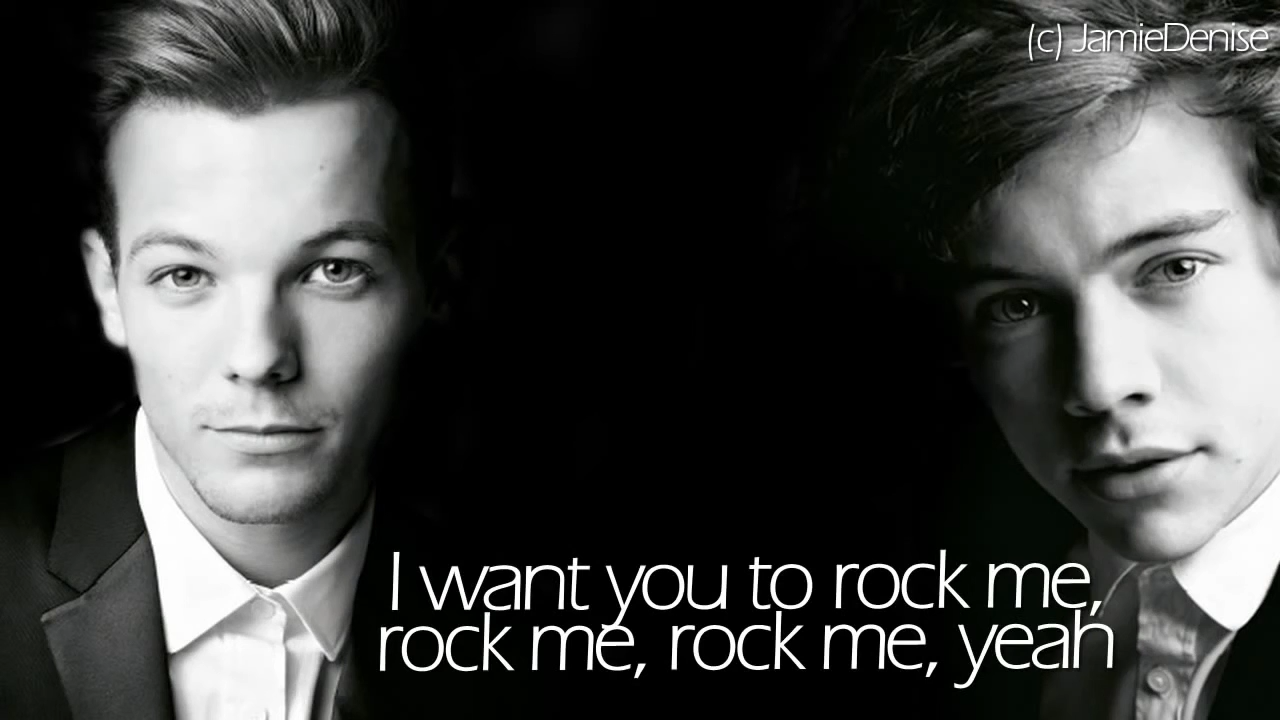 (c) JamieDenise
I want you to rock me,
rock me, rock me, yeah